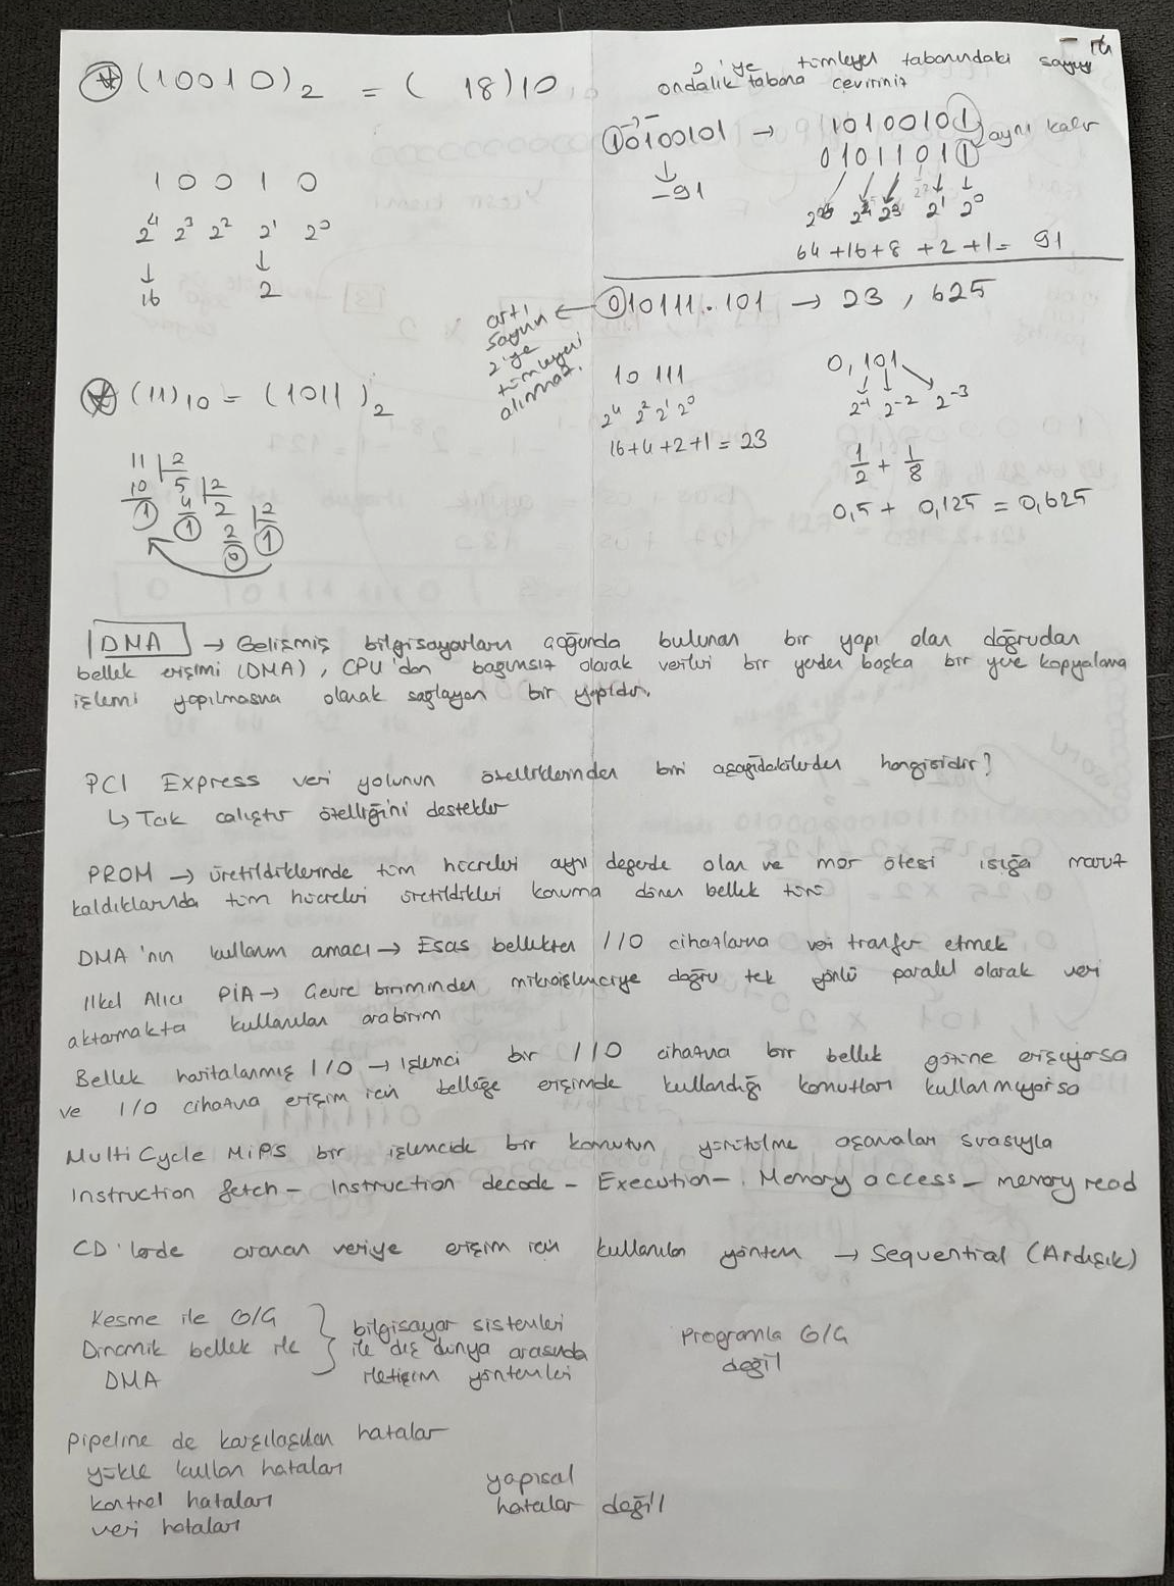 (10010)2 = ( 18)10
1 0 0 1 0
2^4 2^3 2^2 2^1 2^0
↓ ↓
16 2
(11)10 = (1011 )2
11 | 2
10 5 | 2
1 4 2 | 2
1 2 1
0
2'ye tümleyen tabanındaki sayıyı
ondalık tabana çeviriniz
10100101 → 10100101 aynı kalır
↓ 01011011
-91
2^6 2^4 2^3 2^1 2^0
64 +16+8 +2 +1= 91
010111.101 → 23 , 625
artı
sayının
2'ye
tümleyeni
alınmaz.
10 111
2^4 2^2 2^1 2^0
16+4+2+1=23
0,101
2^-1 2^-2 2^-3
1/2 + 1/8
0,5 + 0,125 = 0,625
DMA → Gelişmiş bilgisayarların çoğunda bulunan bir yapı olan doğrudan
bellek erişimi (DMA), CPU'dan bağımsız olarak verileri bir yerden başka bir yere kopyalama
işlemi yapılmasına olanak sağlayan bir yapıdır.
PCI Express veri yolunun özelliklerinden biri aşağıdakilerden hangisidir?
↳ Tak çalıştır özelliğini destekler
PROM → üretildiklerinde tüm hücreleri aynı değerde olan ve mor ötesi ışığa maruz
kaldıklarında tüm hücreleri üretildikleri konuma dönen bellek türü
DMA 'nın kullanım amacı → Esas bellekten I/O cihazlarına veri tranfer etmek
İlkel Alıcı PİA → Çevre biriminden mikroişlemciye doğru tek yönlü paralel olarak veri
aktarmakta kullanılan arabirim
Bellek haritalanmış I/O → İşlemci bir I/O cihazına bir bellek gözüne erişiyorsa
ve I/O cihazına erişim için belleğe erişimde kullandığı komutları kullanmıyorsa
Multi Cycle MiPS bir işlemcide bir komutun yürütülme aşamaları sırasıyla
Instruction fetch - Instruction decode - Execution - Memory access - memory read
CD'lerde aranan veriye erişim için kullanılan yöntem → Sequential (Ardışık)
Kesme ile G/Ç
Dinamik bellek ile
DMA
bilgisayar sistemleri
ile dış dünya arasında
iletişim yöntemleri
Programla G/Ç
değil
pipeline de karşılaşılan hatalar
yükle kullan hataları
kontrol hataları
veri hataları
yapısal
hatalar değil